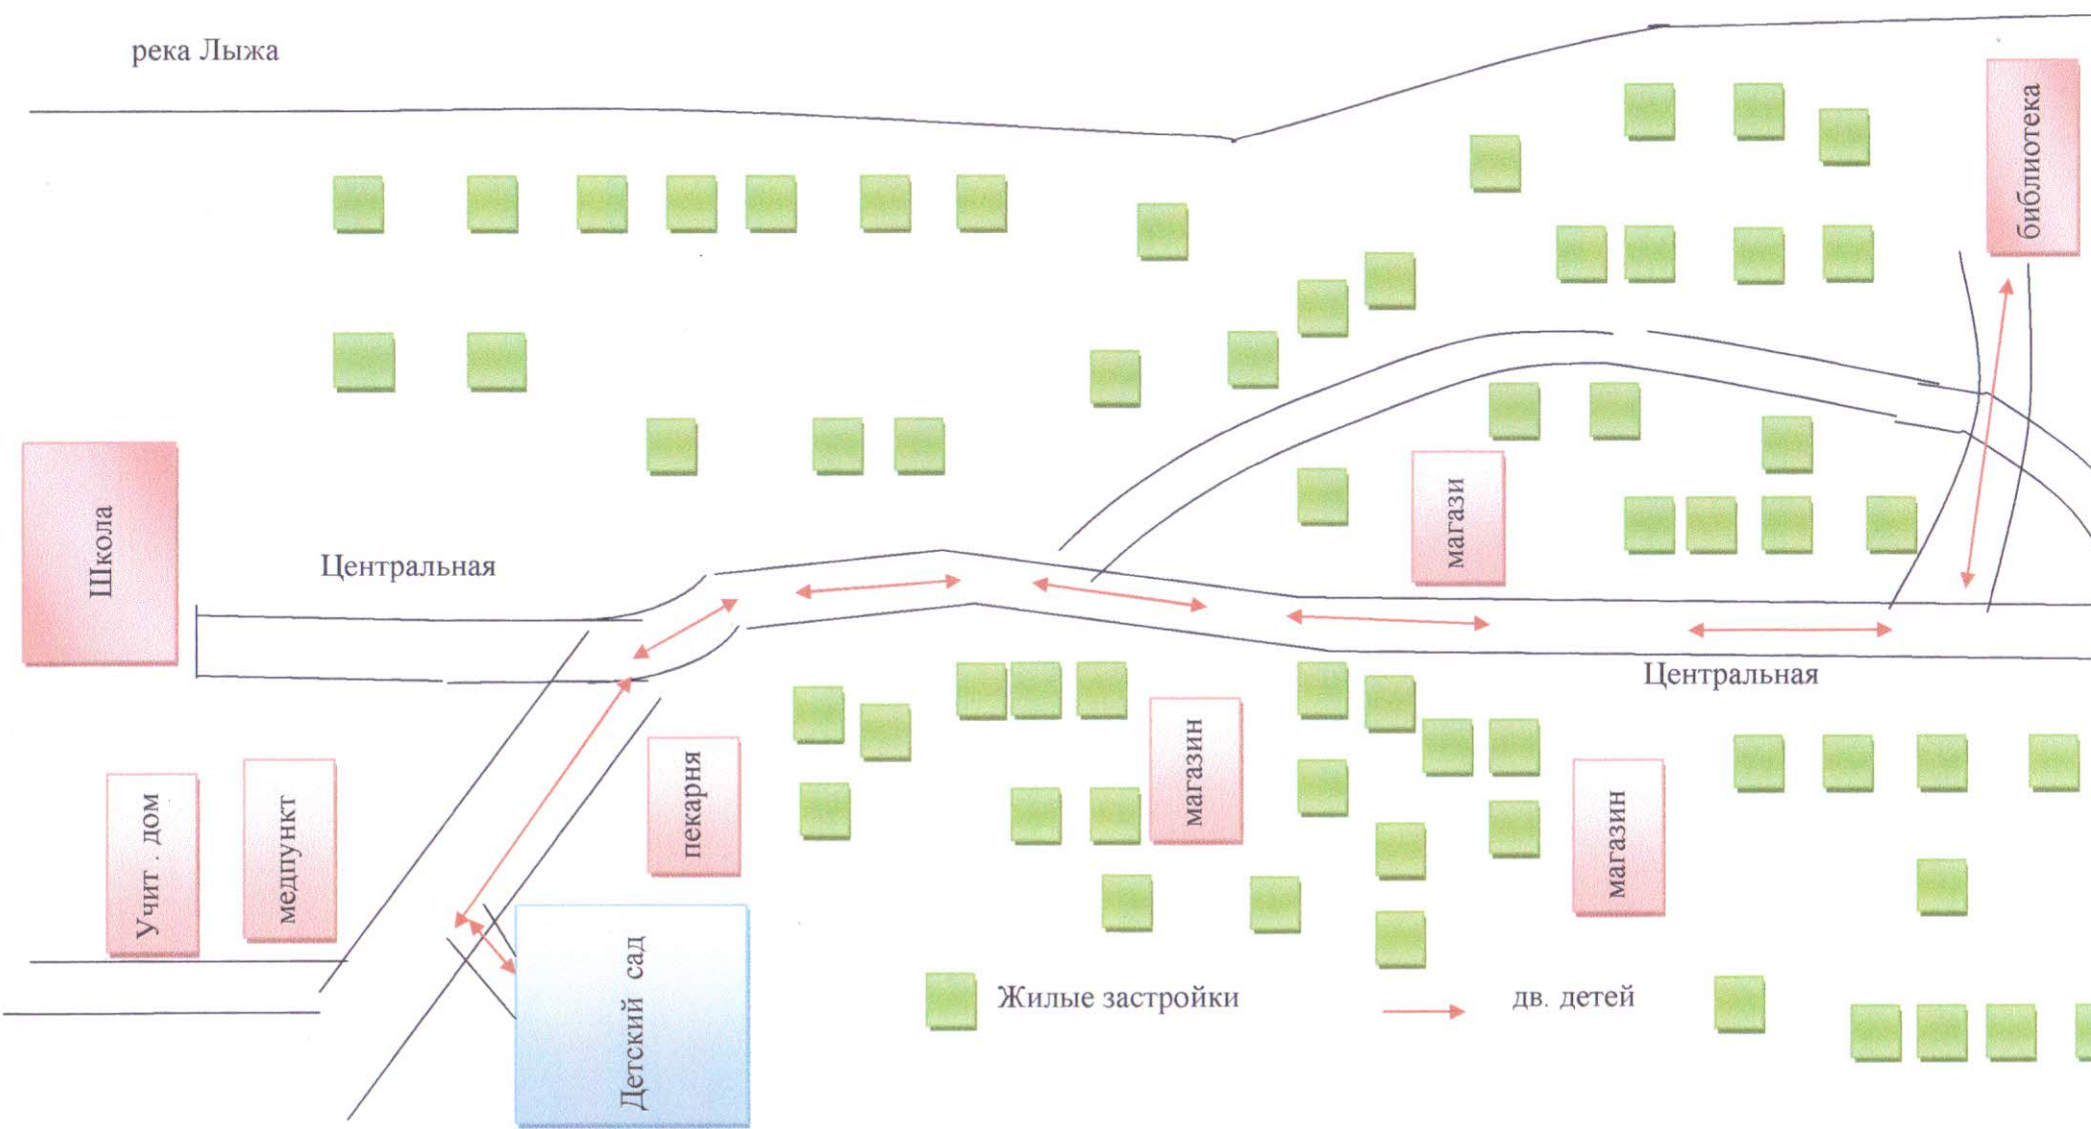 река Лыжа
библиотека
Школа
Центральная
магази
Центральная
Учит . дом
медпункт
пекарня
магазин
магазин
Детский сад
Жилые застройки
дв. детей